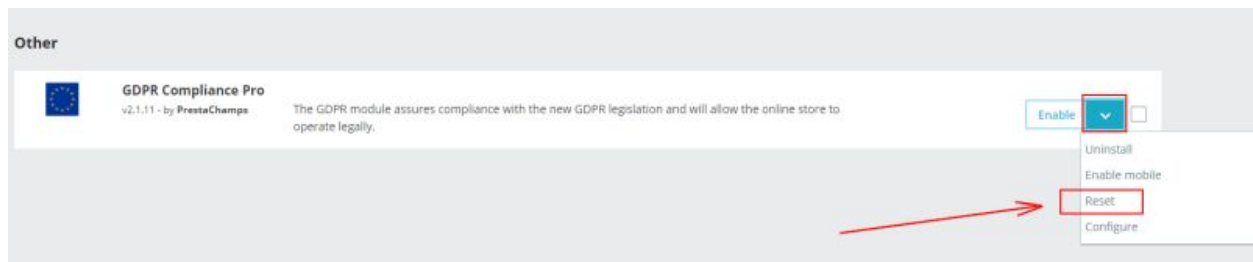 Other
GDPR Compliance Pro
v2.1.11 - by PrestaChamps
The GDPR module assures compliance with the new GDPR legislation and will allow the online store to
operate legally.
Enable
Uninstall
Enable mobile
Reset
Configure